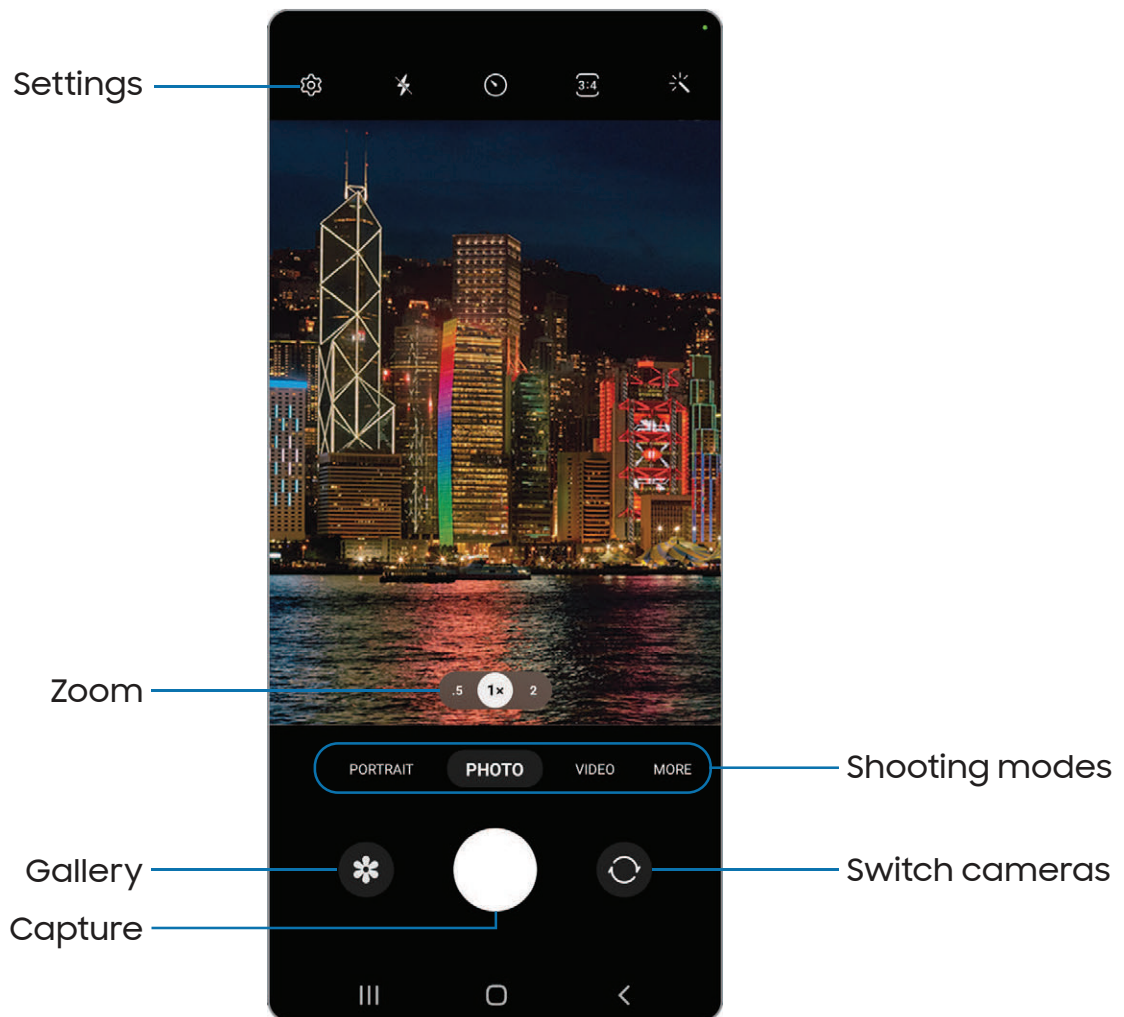 Settings
3:4
Zoom
.5 1× 2
PORTRAIT PHOTO VIDEO MORE
Shooting modes
Gallery
Switch cameras
Capture